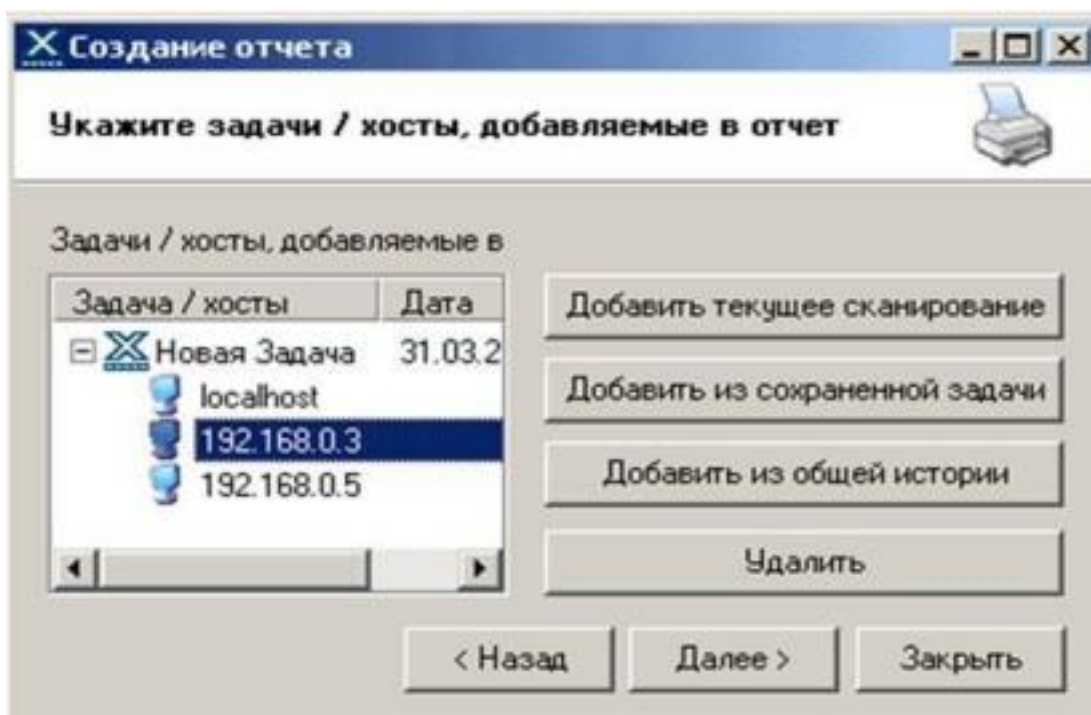 Создание отчета
Укажите задачи / хосты, добавляемые в отчет
Задачи / хосты, добавляемые в
Задача / хосты Дата
Новая Задача 31.03.2
localhost
192.168.0.3
192.168.0.5
Добавить текущее сканирование
Добавить из сохраненной задачи
Добавить из общей истории
Удалить
< Назад Далее > Закрыть